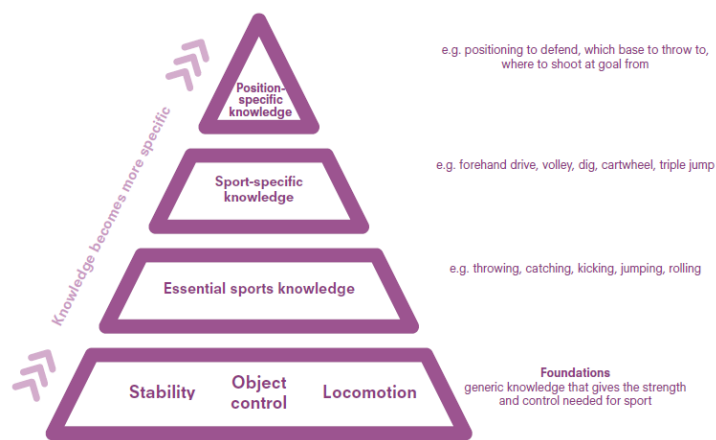 e.g. positioning to defend, which base to throw to,
where to shoot at goal from
Position-
specific
knowledge
Knowledge becomes more specific
e.g. forehand drive, volley, dig, cartwheel, triple jump
Sport-specific
knowledge
e.g. throwing, catching, kicking, jumping, rolling
Essential sports knowledge
Foundations
generic knowledge that gives the strength
and control needed for sport
Stability
Object
control
Locomotion